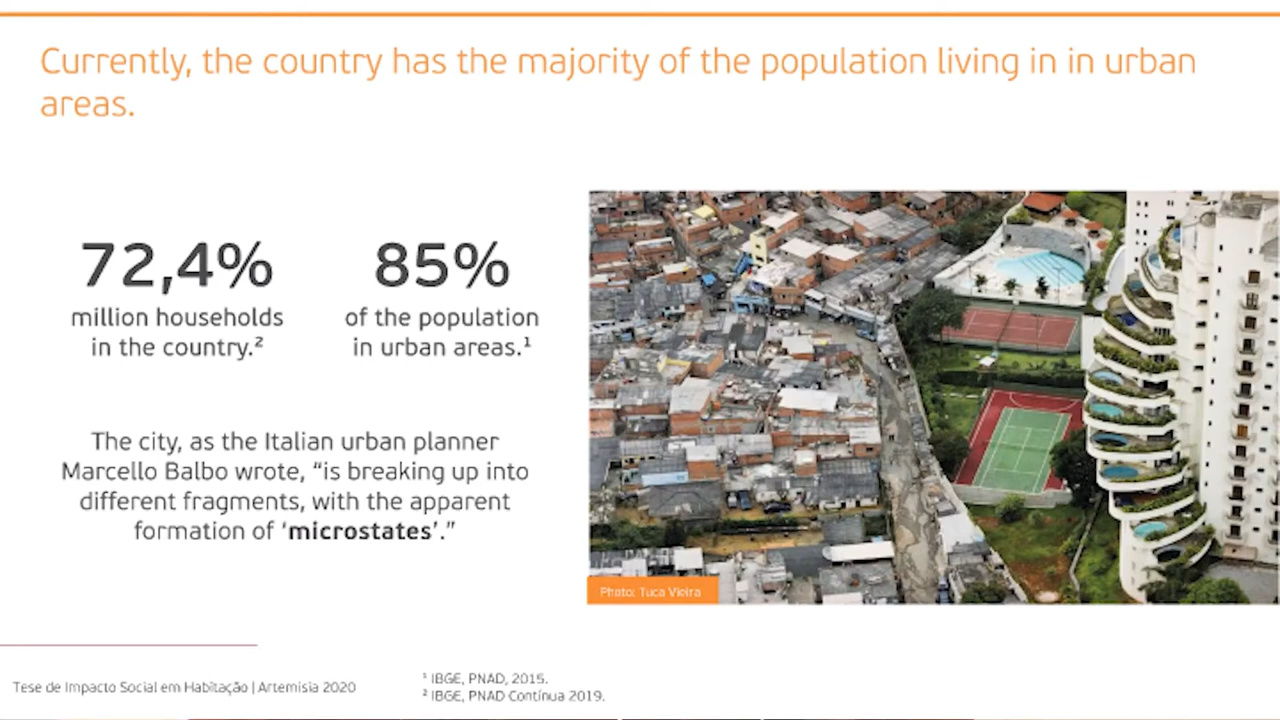 Currently, the country has the majority of the population living in in urban
areas.
72,4%
million households
in the country.²
85%
of the population
in urban areas.¹
The city, as the Italian urban planner
Marcello Balbo wrote, “is breaking up into
different fragments, with the apparent
formation of ‘microstates’.”
Photo: Tuca Vieira
Tese de Impacto Social em Habitação | Artemisia 2020
¹ IBGE, PNAD, 2015.
² IBGE, PNAD Contínua 2019.